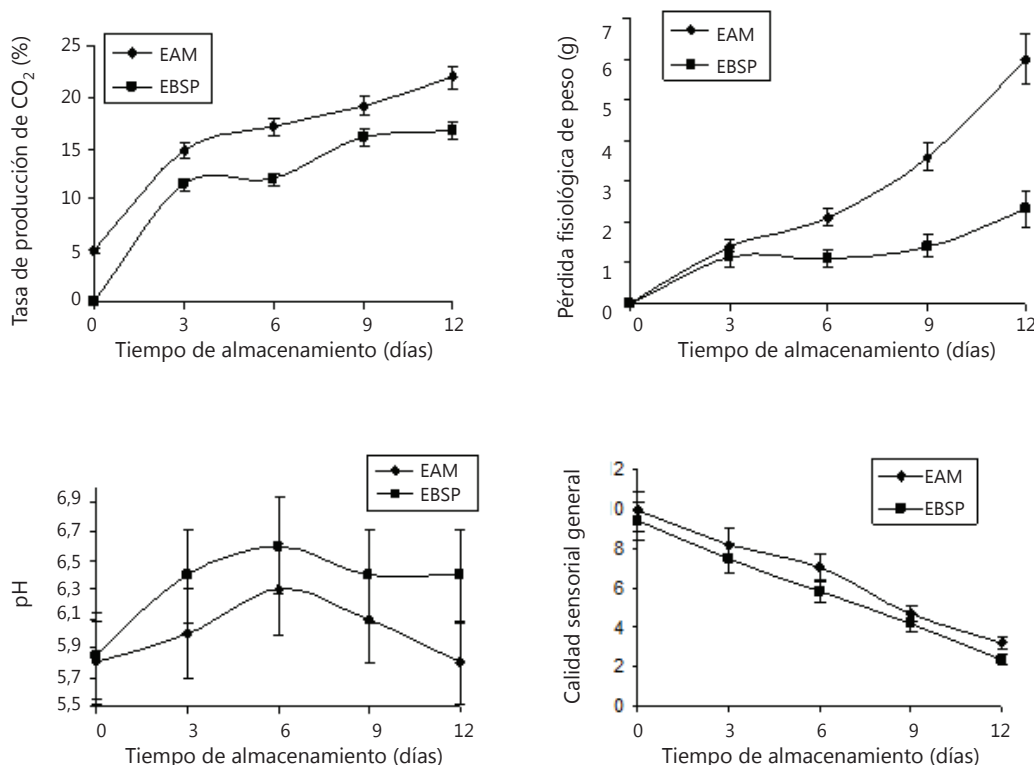 Tasa de producción de CO₂ (%)
25
20
15
10
5
0
EAM
EBSP
0 3 6 9 12
Tiempo de almacenamiento (días)
Pérdida fisiológica de peso (g)
7
6
5
4
3
2
1
0
EAM
EBSP
0 3 6 9 12
Tiempo de almacenamiento (días)
pH
6,9
6,7
6,5
6,3
6,1
5,9
5,7
5,5
EAM
EBSP
0 3 6 9 12
Tiempo de almacenamiento (días)
Calidad sensorial general
2
0
8
6
4
2
0
EAM
EBSP
0 3 6 9 12
Tiempo de almacenamiento (días)